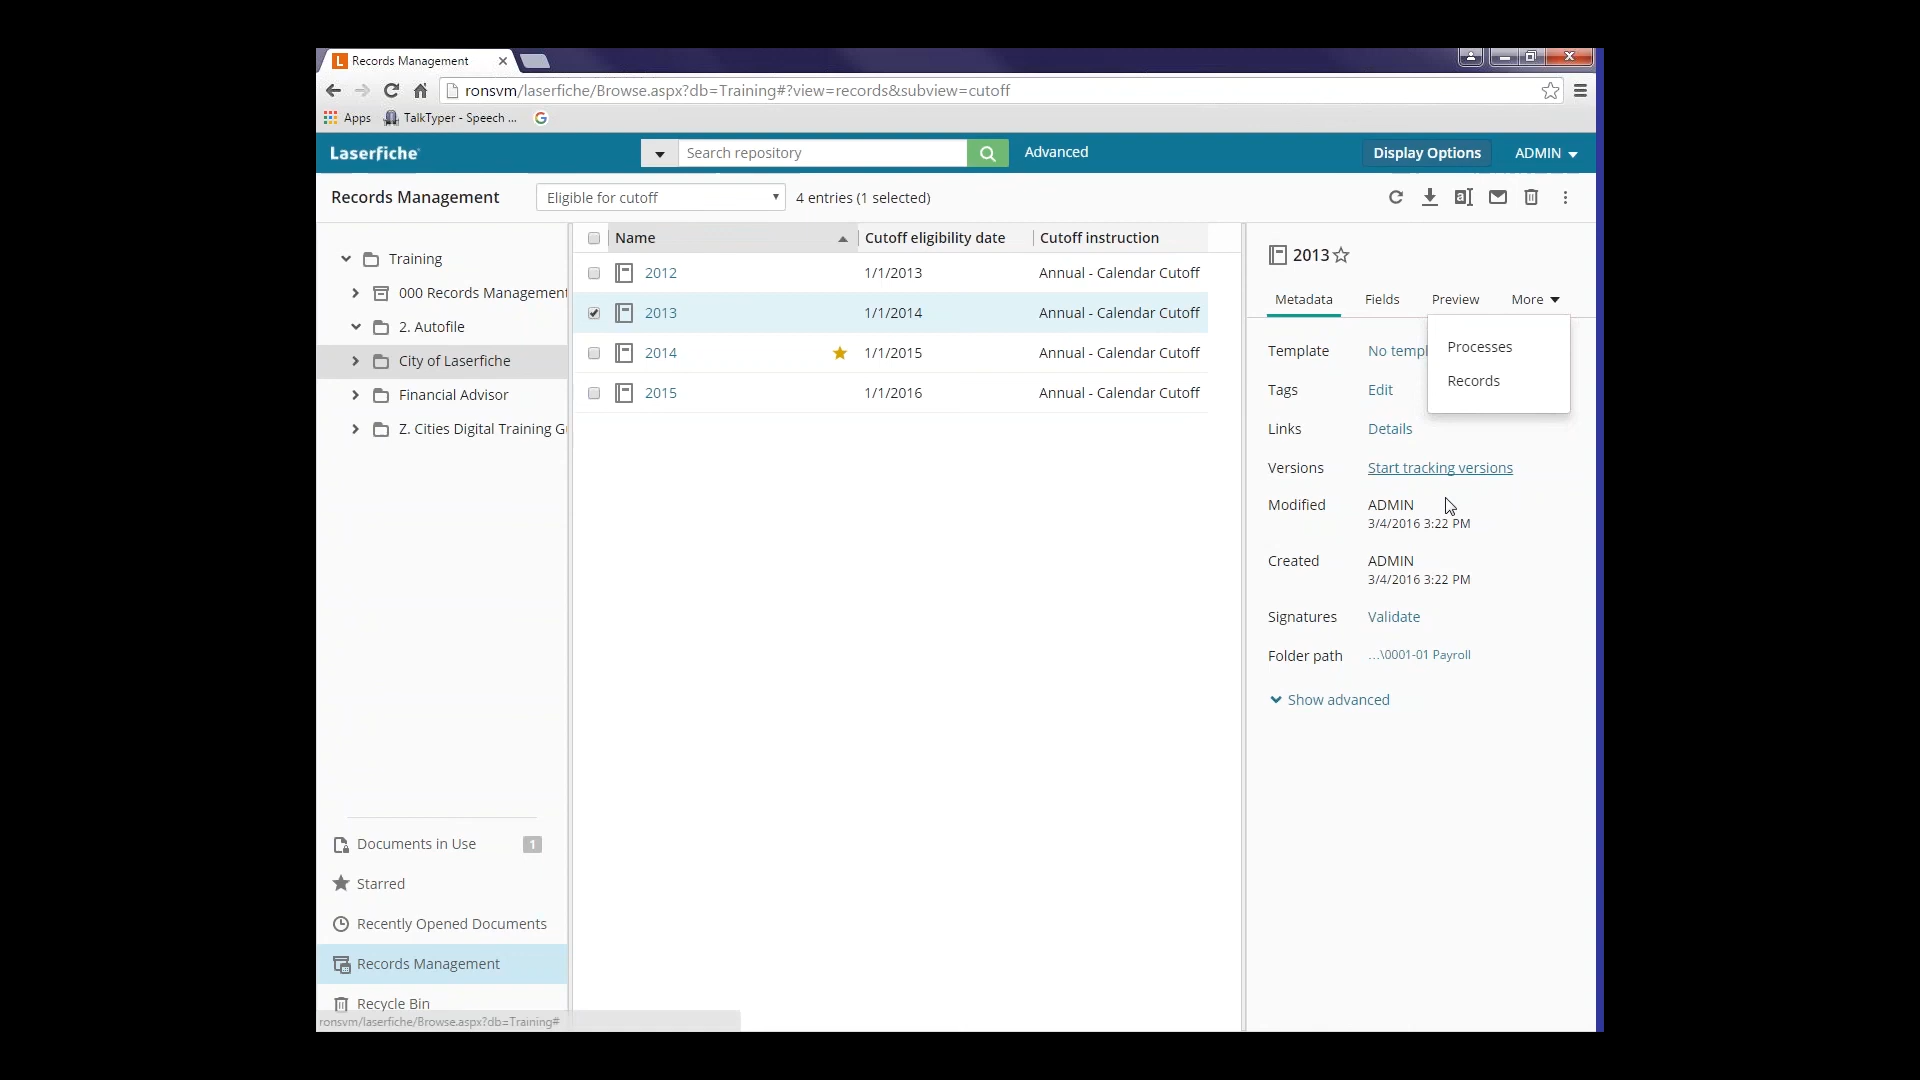 Records Management
ronsvm/laserfiche/Browse.aspx?db=Training#?view=records&subview=cutoff
Apps
TalkTyper - Speech ...
Laserfiche
Search repository
Advanced
Display Options
ADMIN
Records Management
Eligible for cutoff
4 entries (1 selected)
Training
000 Records Management
2. Autofile
City of Laserfiche
Financial Advisor
Z. Cities Digital Training G
Documents in Use 1
Starred
Recently Opened Documents
Records Management
Recycle Bin
ronsvm/laserfiche/Browse.aspx?db=Training#
Name Cutoff eligibility date Cutoff instruction
2012 1/1/2013 Annual - Calendar Cutoff
2013 1/1/2014 Annual - Calendar Cutoff
2014 1/1/2015 Annual - Calendar Cutoff
2015 1/1/2016 Annual - Calendar Cutoff
2013
Metadata Fields Preview More
Processes
Records
Template No templ
Tags Edit
Links Details
Versions Start tracking versions
Modified ADMIN
3/4/2016 3:22 PM
Created ADMIN
3/4/2016 3:22 PM
Signatures Validate
Folder path ...\0001-01 Payroll
Show advanced